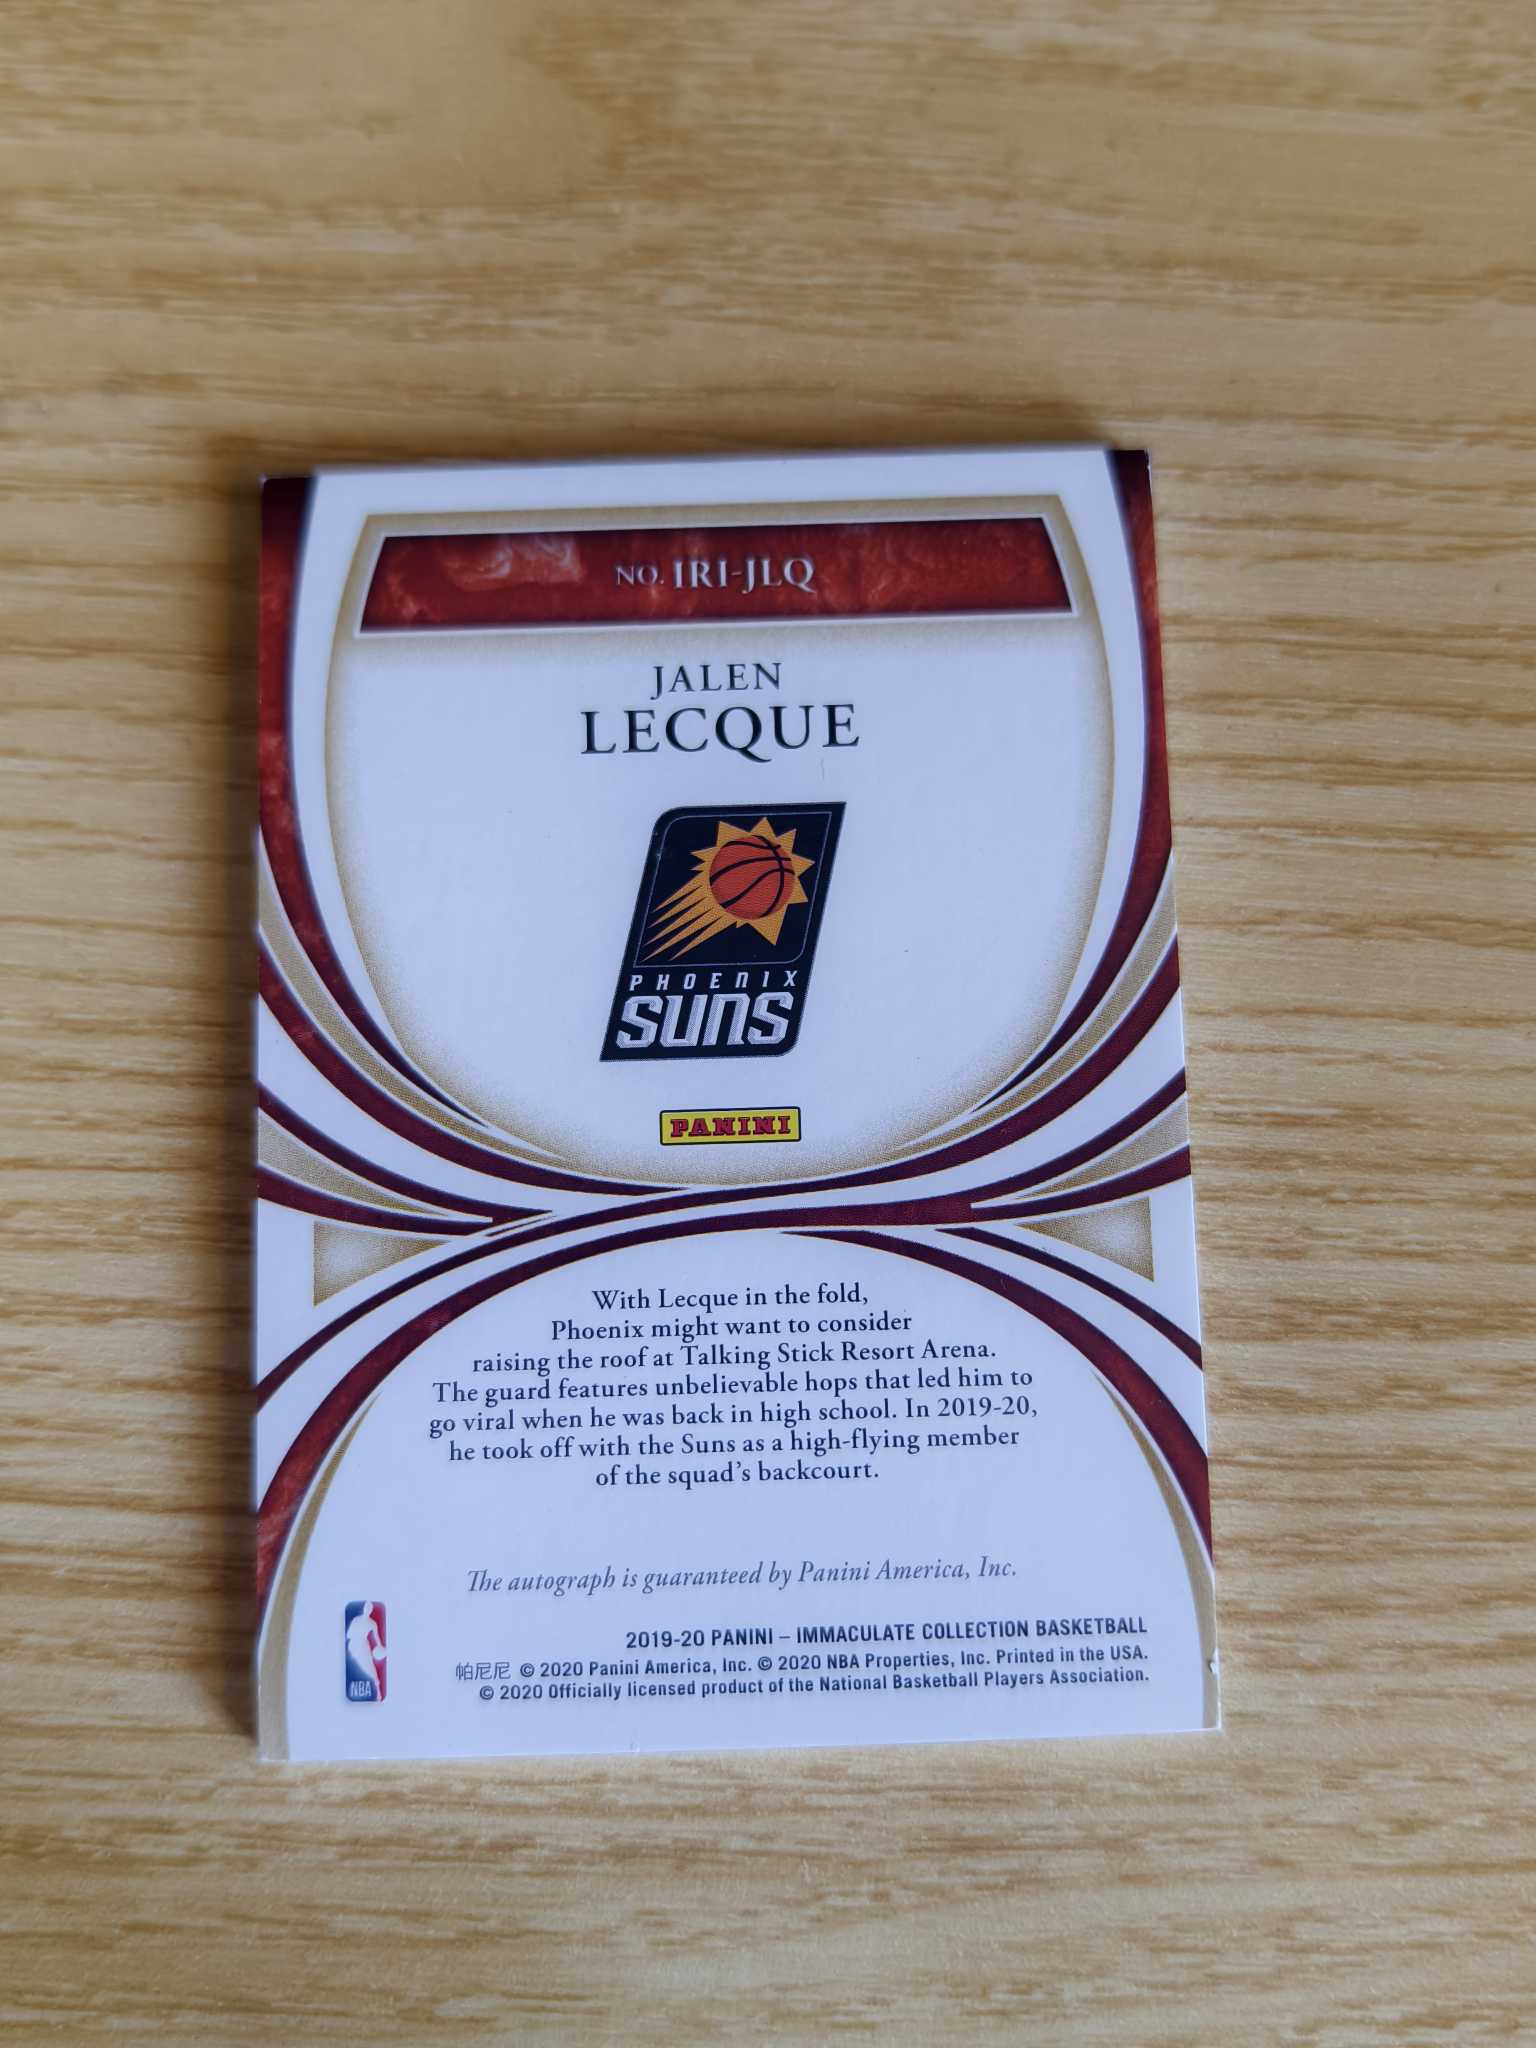 NO. IRI-JLQ
JALEN
LECQUE
PHOENIX
SUNS
PANINI
With Lecque in the fold,
Phoenix might want to consider
raising the roof at Talking Stick Resort Arena.
The guard features unbelievable hops that led him to
go viral when he was back in high school. In 2019-20,
he took off with the Suns as a high-flying member
of the squad's backcourt.
The autograph is guaranteed by Panini America, Inc.
NBA
2019-20 PANINI – IMMACULATE COLLECTION BASKETBALL
帕尼尼 © 2020 Panini America, Inc. © 2020 NBA Properties, Inc. Printed in the USA.
© 2020 Officially licensed product of the National Basketball Players Association.